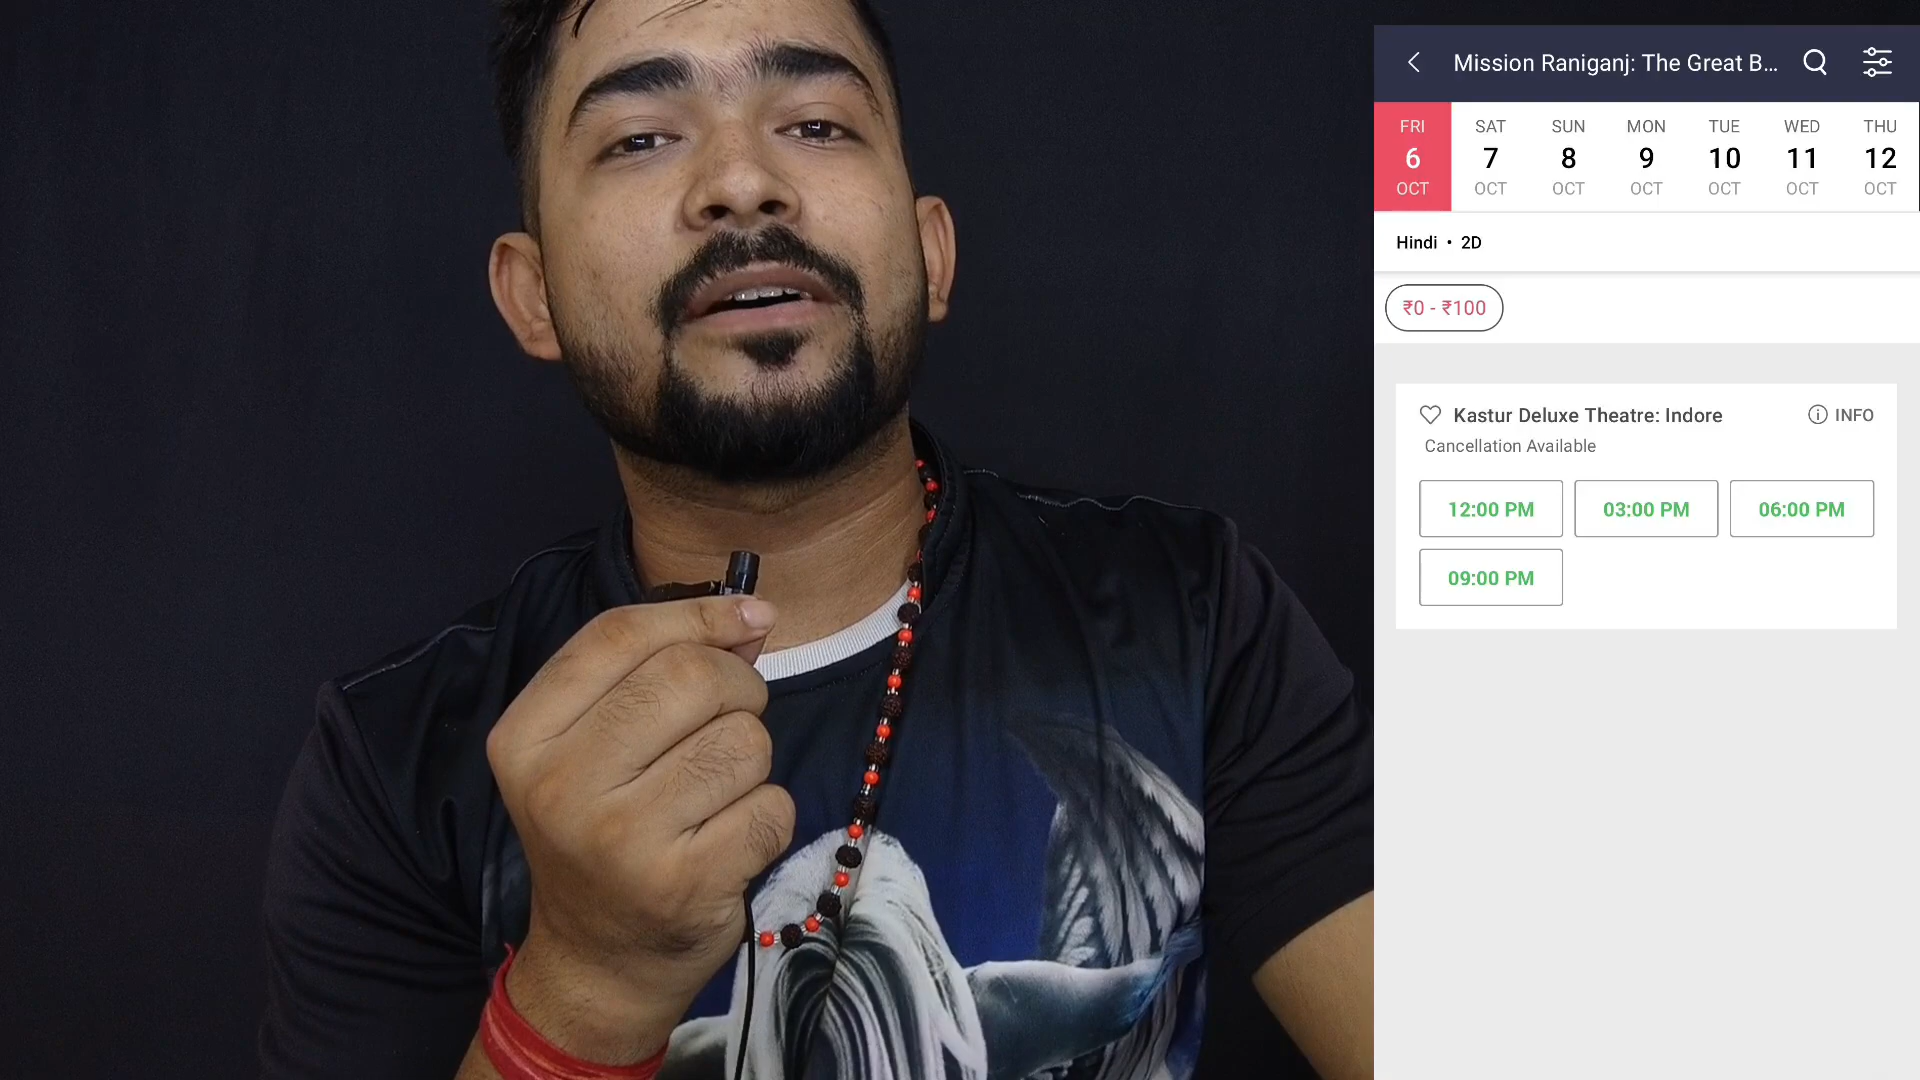 Mission Raniganj: The Great B...
FRI SAT SUN MON TUE WED THU
6 7 8 9 10 11 12
OCT OCT OCT OCT OCT OCT OCT
Hindi • 2D
₹0 - ₹100
Kastur Deluxe Theatre: Indore INFO
Cancellation Available
12:00 PM 03:00 PM 06:00 PM
09:00 PM